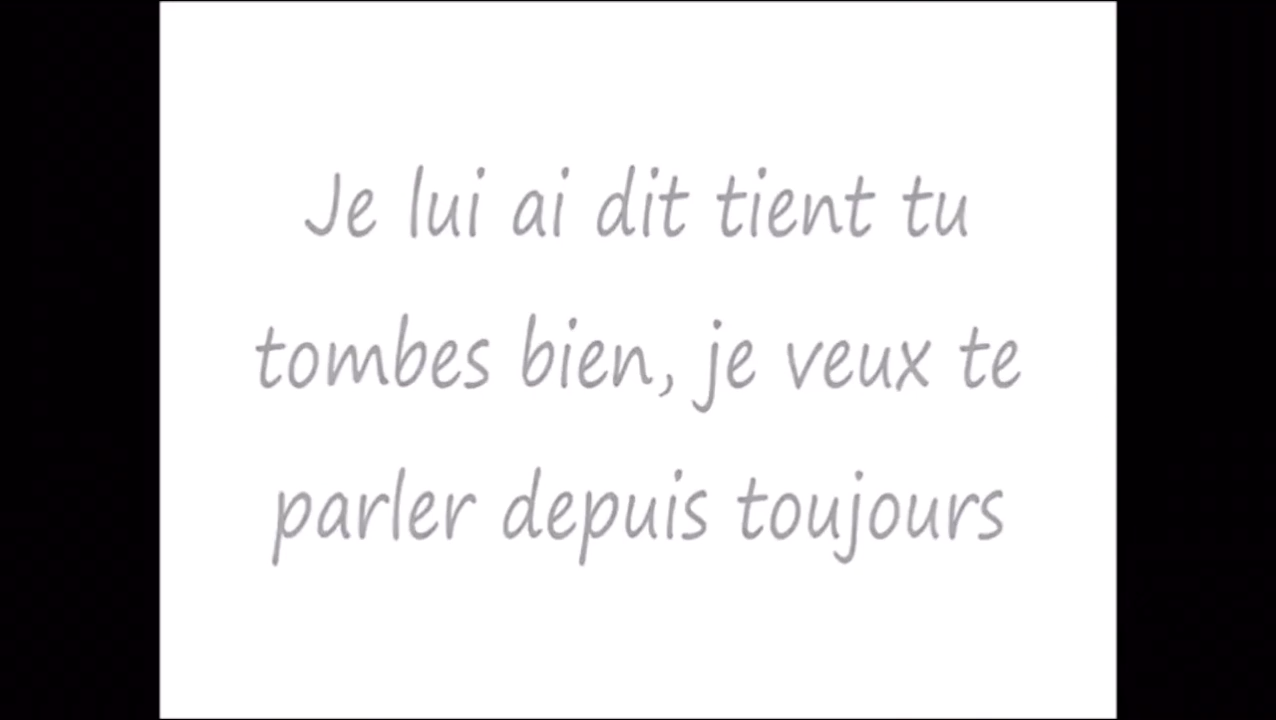 Je lui ai dit tient tu
tombes bien, je veux te
parler depuis toujours